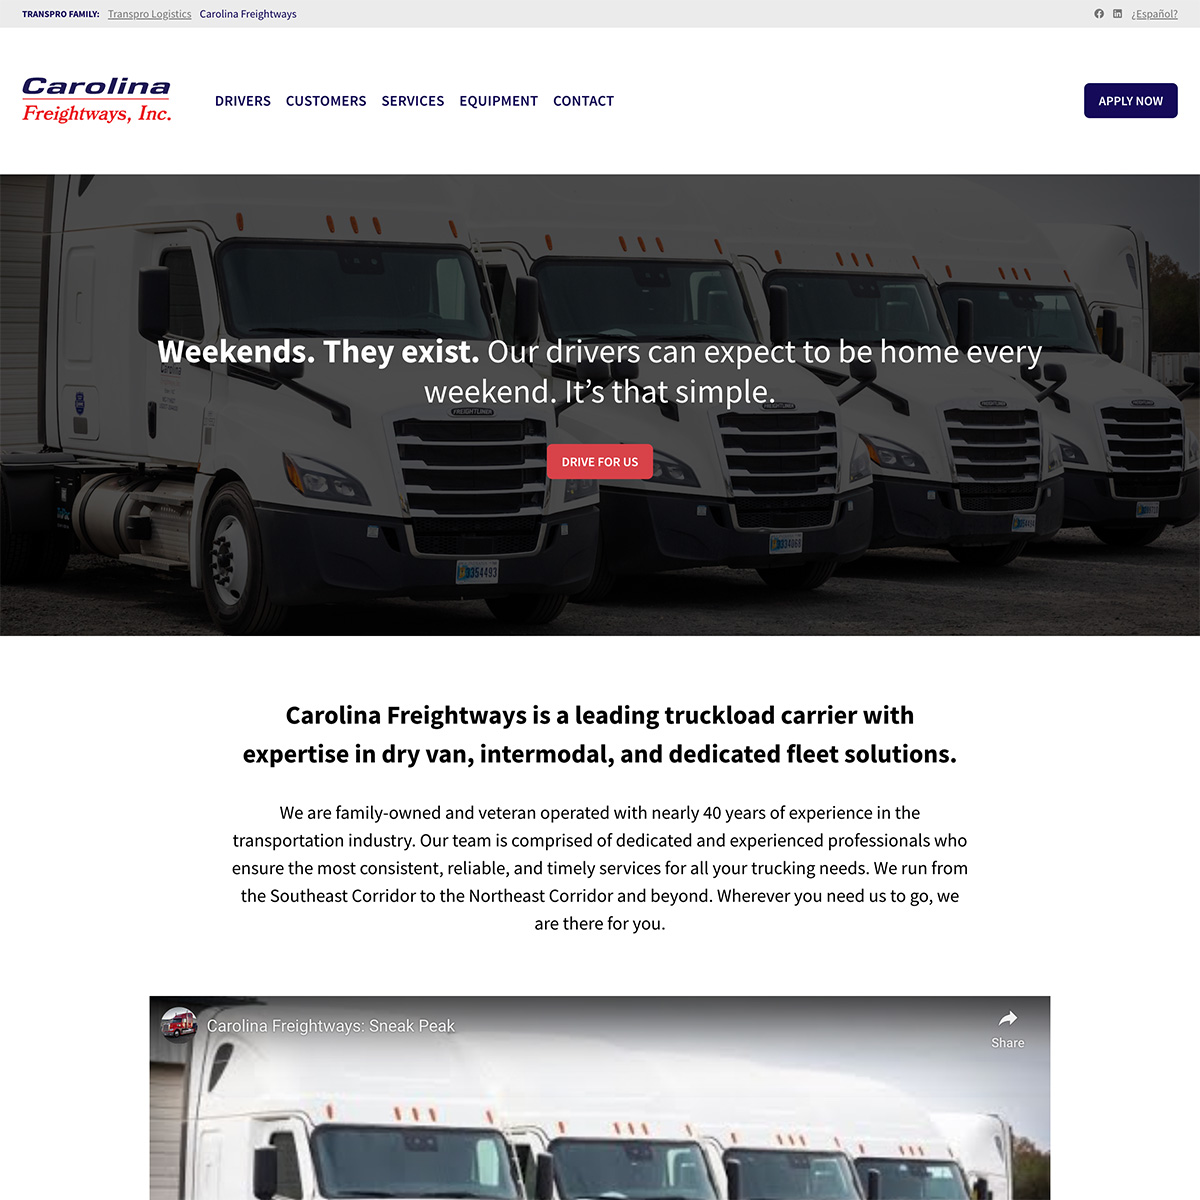 TRANSPRO FAMILY: Transpro Logistics Carolina Freightways ¿Español?
Carolina
Freightways, Inc.
DRIVERS CUSTOMERS SERVICES EQUIPMENT CONTACT
APPLY NOW
Weekends. They exist. Our drivers can expect to be home every
weekend. It’s that simple.
DRIVE FOR US
Carolina
FREIGHTLINER
FREIGHTLINER
D354493
Carolina Freightways is a leading truckload carrier with
expertise in dry van, intermodal, and dedicated fleet solutions.
We are family-owned and veteran operated with nearly 40 years of experience in the
transportation industry. Our team is comprised of dedicated and experienced professionals who
ensure the most consistent, reliable, and timely services for all your trucking needs. We run from
the Southeast Corridor to the Northeast Corridor and beyond. Wherever you need us to go, we
are there for you.
Carolina Freightways: Sneak Peak
Share